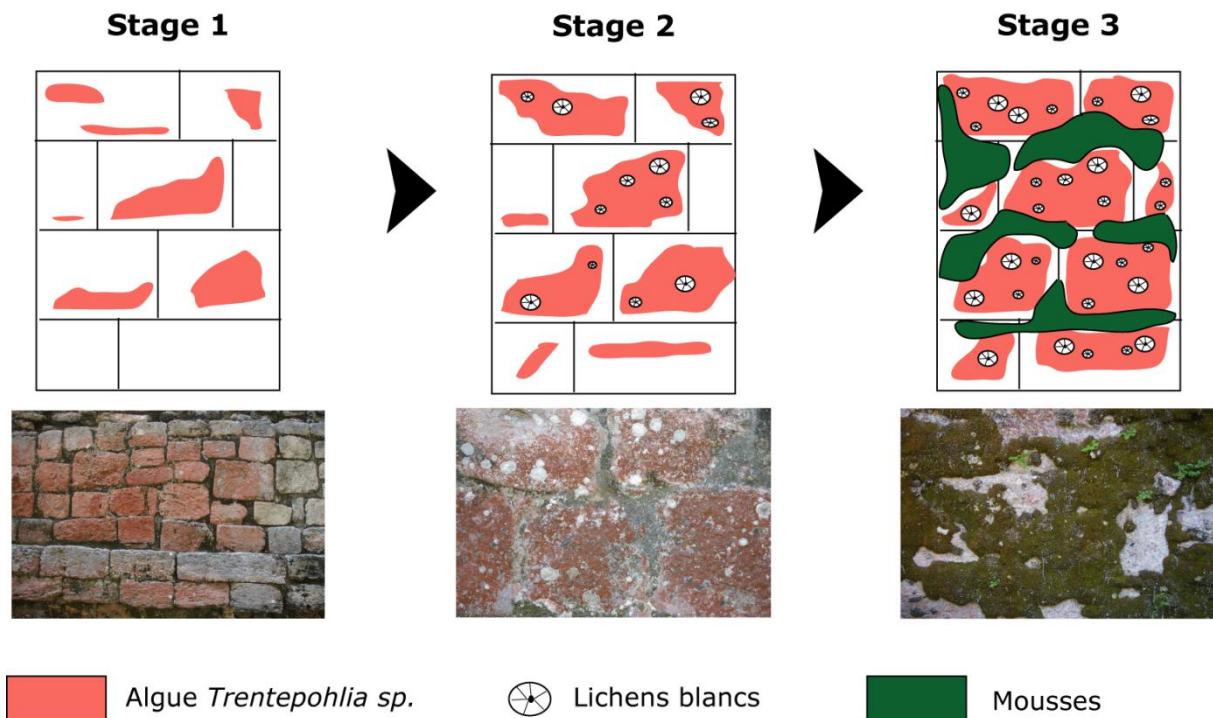 Stage 1
Stage 2
Stage 3
Algue Trentepohlia sp.
Lichens blancs
Mousses